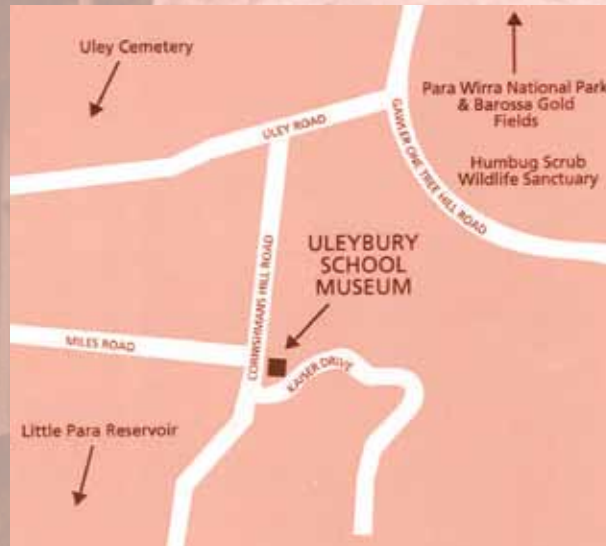 Uley Cemetery
Para Wirra National Park
& Barossa Gold
Fields
Humbug Scrub
Wildlife Sanctuary
ULEY ROAD
GAWLER ONE TREE HILL ROAD
ULEYBURY
SCHOOL
MUSEUM
CORNISHMANS HILL ROAD
MILES ROAD
KAISER DRIVE
Little Para Reservoir